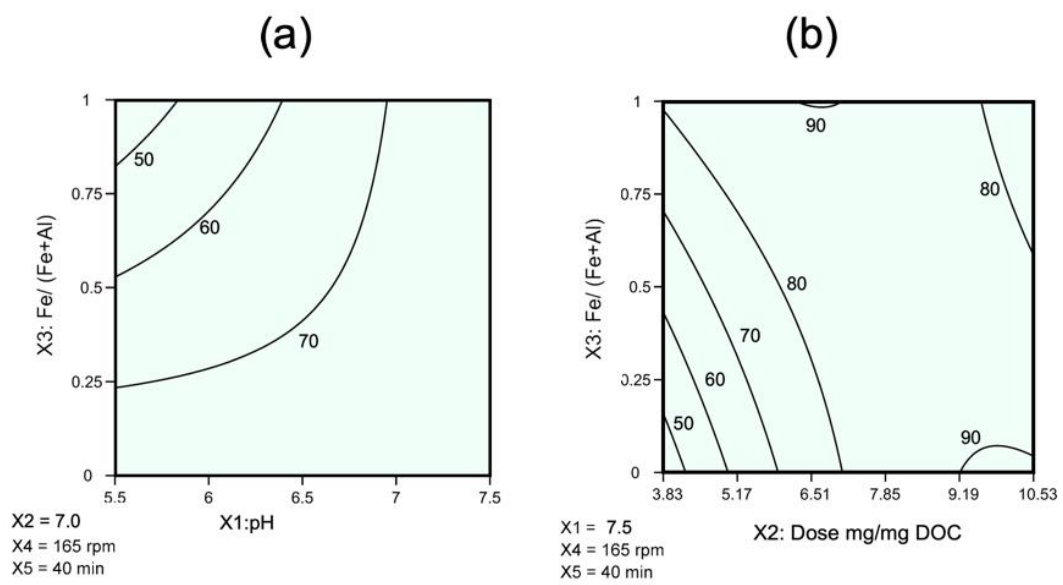 (a)
1
0.75
0.5
0.25
0
X3: Fe/ (Fe+Al)
50
60
70
5.5 6 6.5 7 7.5
X1:pH
X2 = 7.0
X4 = 165 rpm
X5 = 40 min
(b)
1
0.75
0.5
0.25
0
X3: Fe/ (Fe+Al)
90
80
80
70
60
50
90
3.83 5.17 6.51 7.85 9.19 10.53
X2: Dose mg/mg DOC
X1 = 7.5
X4 = 165 rpm
X5 = 40 min